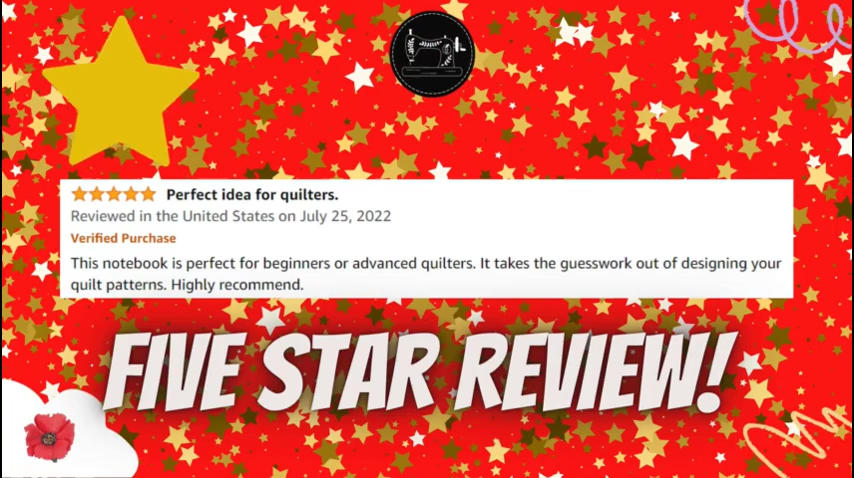 Perfect idea for quilters.
Reviewed in the United States on July 25, 2022
Verified Purchase
This notebook is perfect for beginners or advanced quilters. It takes the guesswork out of designing your
quilt patterns. Highly recommend.
FIVE STAR REVIEW!